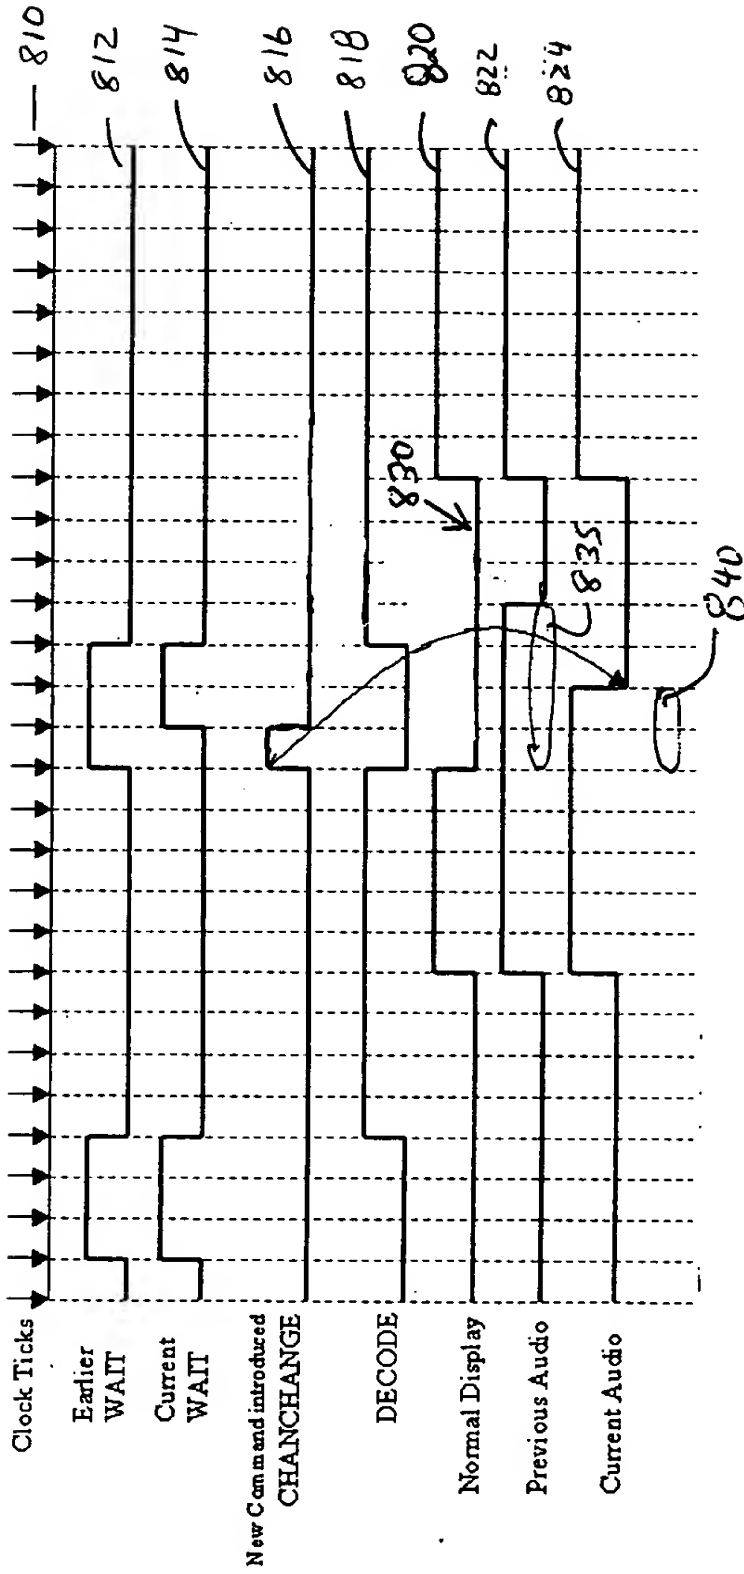 Clock Ticks
810
Earlier
WAIT
812
Current
WAIT
814
New Command introduced
CHANCHANGE
816
DECODE
818
Normal Display
820
830
Previous Audio
822
835
Current Audio
824
840